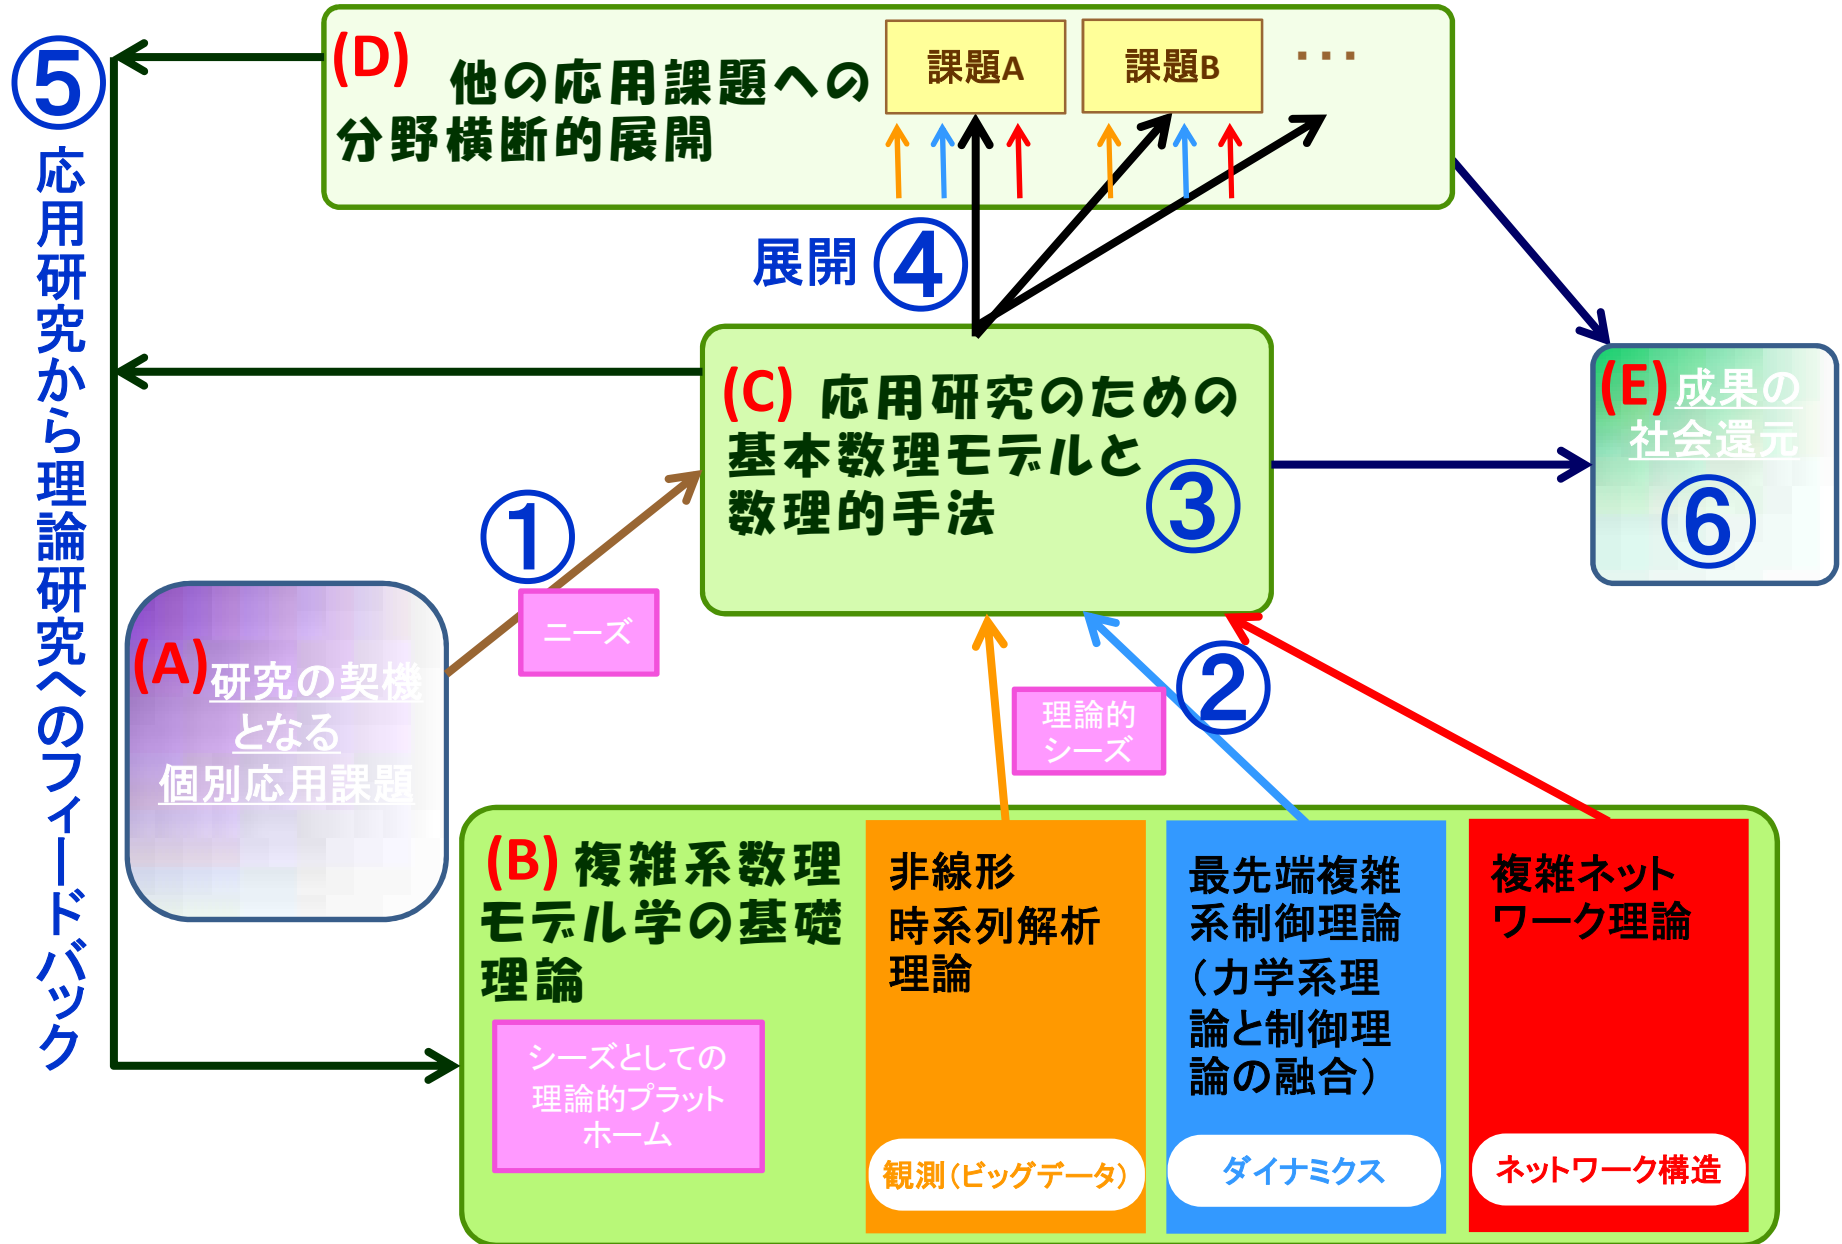 ⑤
応用研究から理論研究へのフィードバック
(D) 他の応用課題への
分野横断的展開
課題A
課題B
・・・
展開 ④
(C) 応用研究のための
基本数理モデルと
数理的手法
③
(E) 成果の
社会還元
⑥
①
ニーズ
(A) 研究の契機
となる
個別応用課題
②
理論的
シーズ
(B) 複雑系数理
モデル学の基礎
理論
シーズとしての
理論的プラット
ホーム
非線形
時系列解析
理論
観測(ビッグデータ)
最先端複雑
系制御理論
(力学系理
論と制御理
論の融合)
ダイナミクス
複雑ネット
ワーク理論
ネットワーク構造